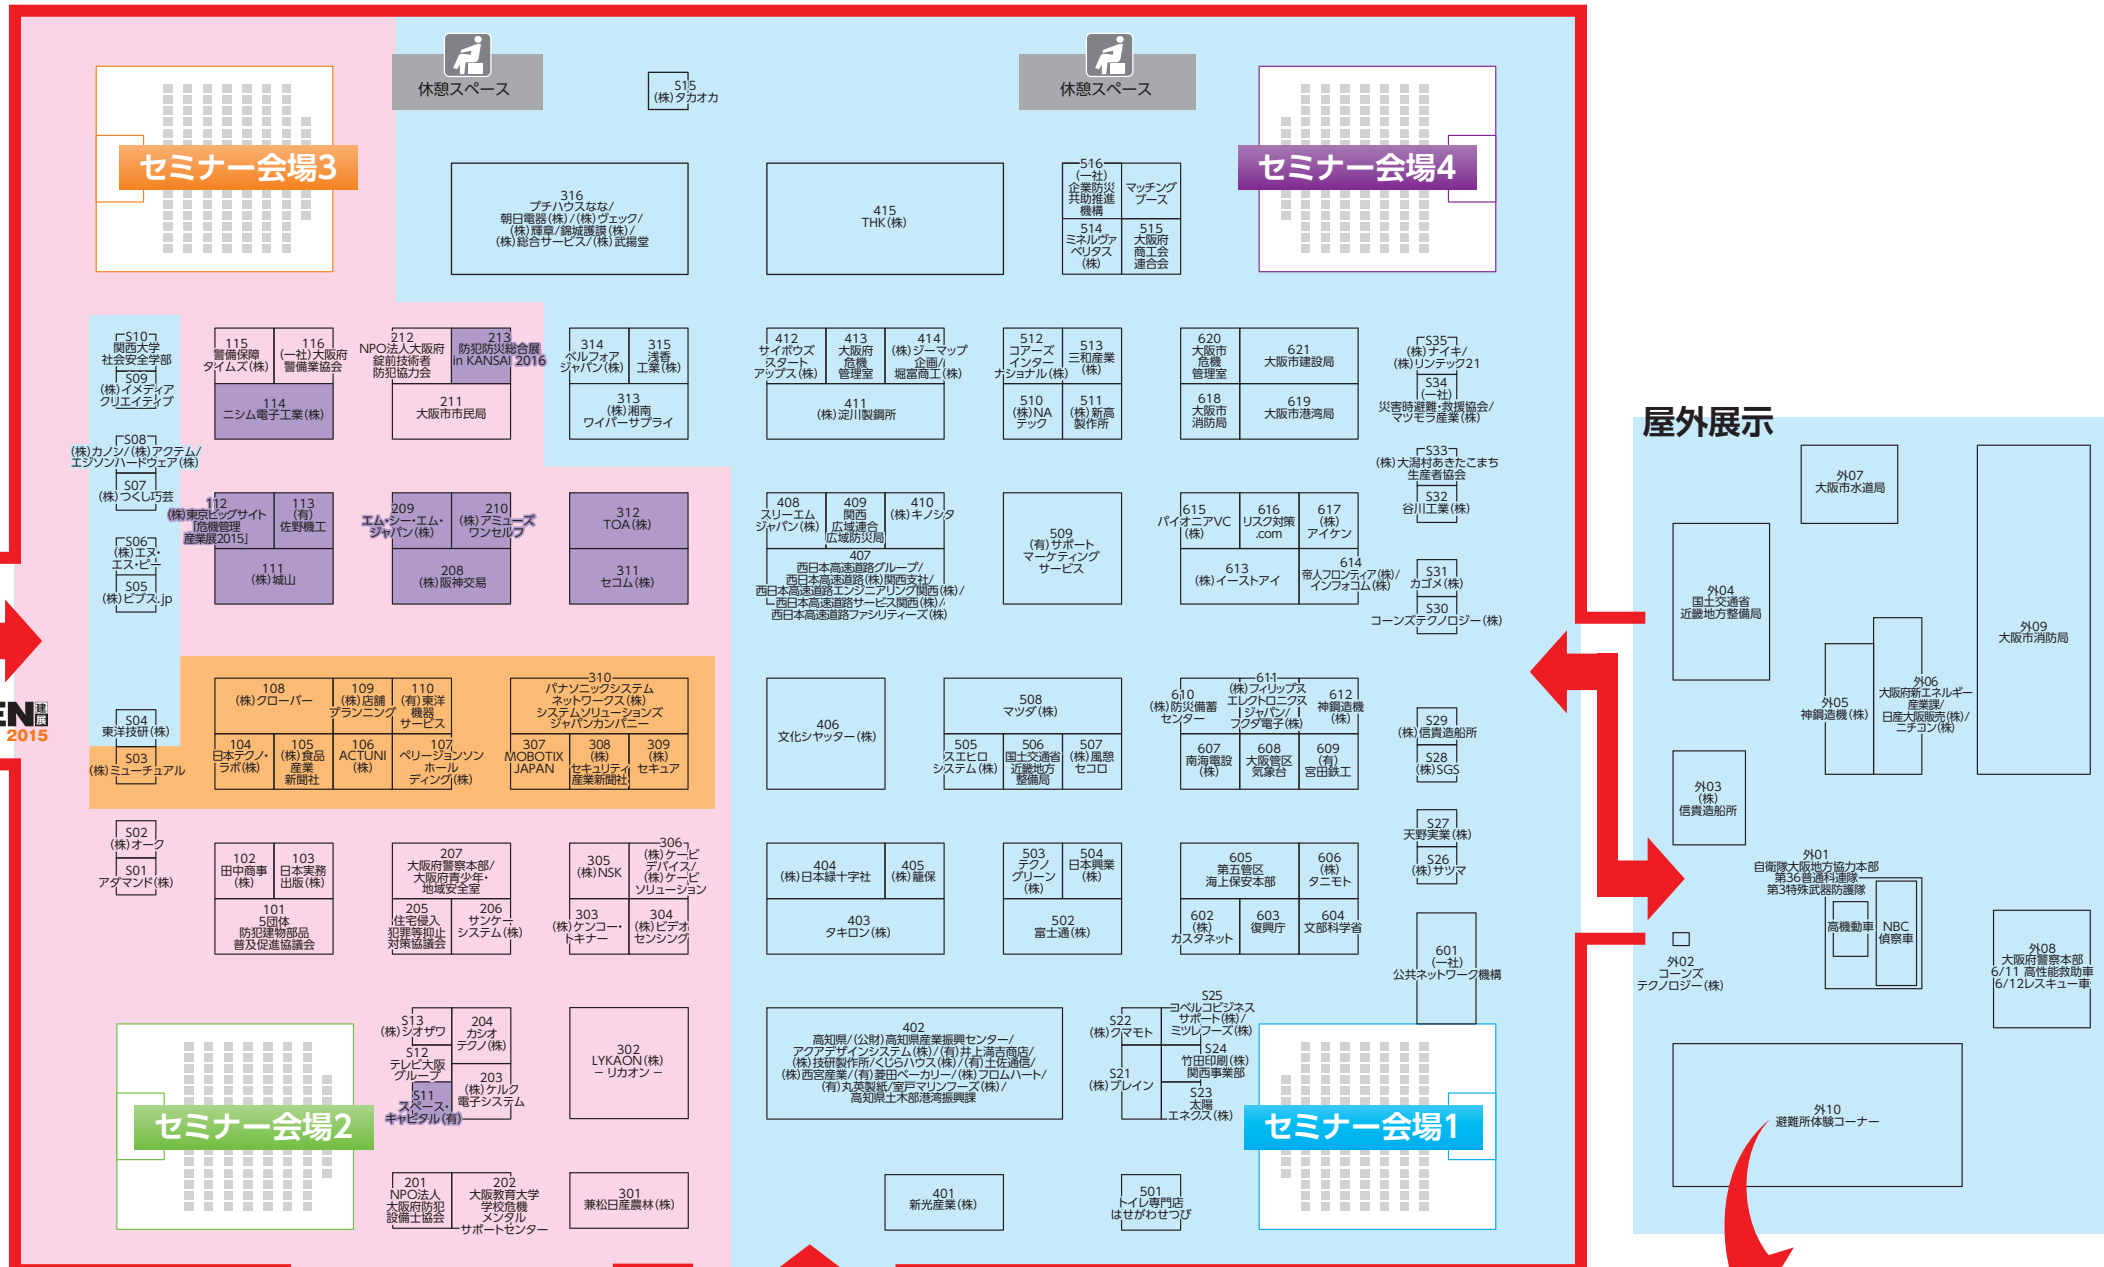 休憩スペース
休憩スペース
S15
(株)タカオカ
セミナー会場3
セミナー会場4
316
プチハウスなな/
朝日電器(株)/(株)ヴェック/
(株)輝章/錦城護謨(株)/
(株)総合サービス/(株)武揚堂
415
THK(株)
516
(一社)
企業防災
共助推進
機構
マッチング
ブース
514
ミネルヴァ
ベリタス
(株)
515
大阪府
商工会
連合会
S10
関西大学
社会安全学部
S09
(株)イメディア
クリエイティブ
S08
(株)カノシ/(株)アクテム/
エジソンハードウェア(株)
S07
(株)つくし巧芸
S06
(株)エヌ・
エス・ピー
S05
(株)ビブス.jp
S04
東洋技研(株)
S03
(株)ミューチュアル
S02
(株)オーク
S01
アダマンド(株)
115
警備保障
タイムズ(株)
116
(一社)大阪府
警備業協会
114
ニシム電子工業(株)
212
NPO法人大阪府
錠前技術者
防犯協力会
213
防犯防災総合展
in KANSAI 2016
211
大阪市市民局
314
ベルフォア
ジャパン(株)
315
浅香
工業(株)
313
(株)湘南
ワイパーサプライ
412
サイボウズ
スタート
アップス(株)
413
大阪府
危機
管理室
414
(株)ジーマップ
企画/
堀富商工(株)
411
(株)淀川製鋼所
512
コアーズ
インター
ナショナル(株)
513
三和産業
(株)
510
(株)NA
テック
511
(株)新高
製作所
620
大阪市
危機
管理室
621
大阪市建設局
618
大阪市
消防局
619
大阪市港湾局
S35
(株)ナイキ/
(株)リンテック21
S34
(一社)
災害時避難・救援協会/
マツモラ産業(株)
S33
(株)大潟村あきたこまち
生産者協会
S32
谷川工業(株)
S31
カゴメ(株)
S30
コーンズテクノロジー(株)
S29
(株)信貴造船所
S28
(株)SGS
S27
天野実業(株)
S26
(株)サツマ
112
(株)東京ビッグサイト
「危機管理
産業展2015」
113
(有)
佐野機工
111
(株)城山
209
エム・シー・エム・
ジャパン(株)
210
(株)アミューズ
ワンセルフ
208
(株)阪神交易
312
TOA(株)
311
セコム(株)
408
スリーエム
ジャパン(株)
409
関西
広域連合
広域防災局
410
(株)キノシタ
407
西日本高速道路グループ/
西日本高速道路(株)関西支社/
西日本高速道路エンジニアリング関西(株)/
西日本高速道路サービス関西(株)/
西日本高速道路ファシリティーズ(株)
509
(有)サポート
マーケティング
サービス
615
パイオニアVC
(株)
616
リスク対策
.com
617
(株)
アイケン
613
(株)イーストアイ
614
帝人フロンティア(株)/
インフォコム(株)
EN建展
2015
108
(株)クローバー
109
(株)店舗
プランニング
110
(有)東洋
機器
サービス
104
日本テクノ・
ラボ(株)
105
(株)食品
産業
新聞社
106
ACTUNI
(株)
107
ペリージョンソン
ホール
ディング(株)
310
パナソニックシステム
ネットワークス(株)
システムソリューションズ
ジャパンカンパニー
307
MOBOTIX
JAPAN
308
(株)
セキュリティ
産業新聞社
309
(株)
セキュア
406
文化シヤッター(株)
508
マツダ(株)
505
スエヒロ
システム(株)
506
国土交通省
近畿地方
整備局
507
(株)風憩
セコロ
610
(株)防災備蓄
センター
611
(株)フィリップス
エレクトロニクス
ジャパン/
フクダ電子(株)
612
神鋼造機
(株)
607
南海電設
(株)
608
大阪管区
気象台
609
(有)
宮田鉄工
102
田中商事
(株)
103
日本実務
出版(株)
101
5団体
防犯建物部品
普及促進協議会
207
大阪府警察本部/
大阪府青少年・
地域安全室
205
住宅侵入
犯罪等抑止
対策協議会
206
サンケー
システム(株)
305
(株)NSK
306
(株)ケービ
デバイス/
(株)ケービ
ソリューション
303
(株)ケンコー・
トキナー
304
(株)ビデオ
センシング
404
(株)日本緑十字社
405
(株)龍保
403
タキロン(株)
503
テクノ
グリーン
(株)
504
日本興業
(株)
502
富士通(株)
605
第五管区
海上保安本部
606
(株)
タニモト
602
(株)
カスタネット
603
復興庁
604
文部科学省
601
(一社)
公共ネットワーク機構
S13
(株)シオザワ
S12
テレビ大阪
グループ
S11
スペース・
キャピタル(有)
204
カシオ
テクノ(株)
203
(株)ケルク
電子システム
302
LYKAON(株)
－ リカオン －
402
高知県/(公財)高知県産業振興センター/
アクアデザインシステム(株)/(有)井上満吉商店/
(株)技研製作所/くじらハウス(株)/(有)土佐通信/
(株)西宮産業/(有)菱田ベーカリー/(株)フロムハート/
(有)丸英製紙/室戸マリンフーズ(株)/
高知県土木部港湾振興課
S22
(株)クマモト
S21
(株)ブレイン
S25
コベルコビジネス
サポート(株)/
ミツレフーズ(株)
S24
竹田印刷(株)
関西事業部
S23
太陽
エネクス(株)
セミナー会場2
セミナー会場1
201
NPO法人
大阪府防犯
設備士協会
202
大阪教育大学
学校危機
メンタル
サポートセンター
301
兼松日産農林(株)
401
新光産業(株)
501
トイレ専門店
はせがわせつび
屋外展示
外07
大阪市水道局
外04
国土交通省
近畿地方整備局
外09
大阪市消防局
外05
神鋼造機(株)
外06
大阪府新エネルギー
産業課/
日産大阪販売(株)/
ニチコン(株)
外03
(株)
信貴造船所
外01
自衛隊大阪地方協力本部
第36普通科連隊
第3特殊武器防護隊
高機動車
NBC
偵察車
外02
コーンズ
テクノロジー(株)
外08
大阪府警察本部
6/11 高性能救助車
6/12レスキュー車
外10
避難所体験コーナー